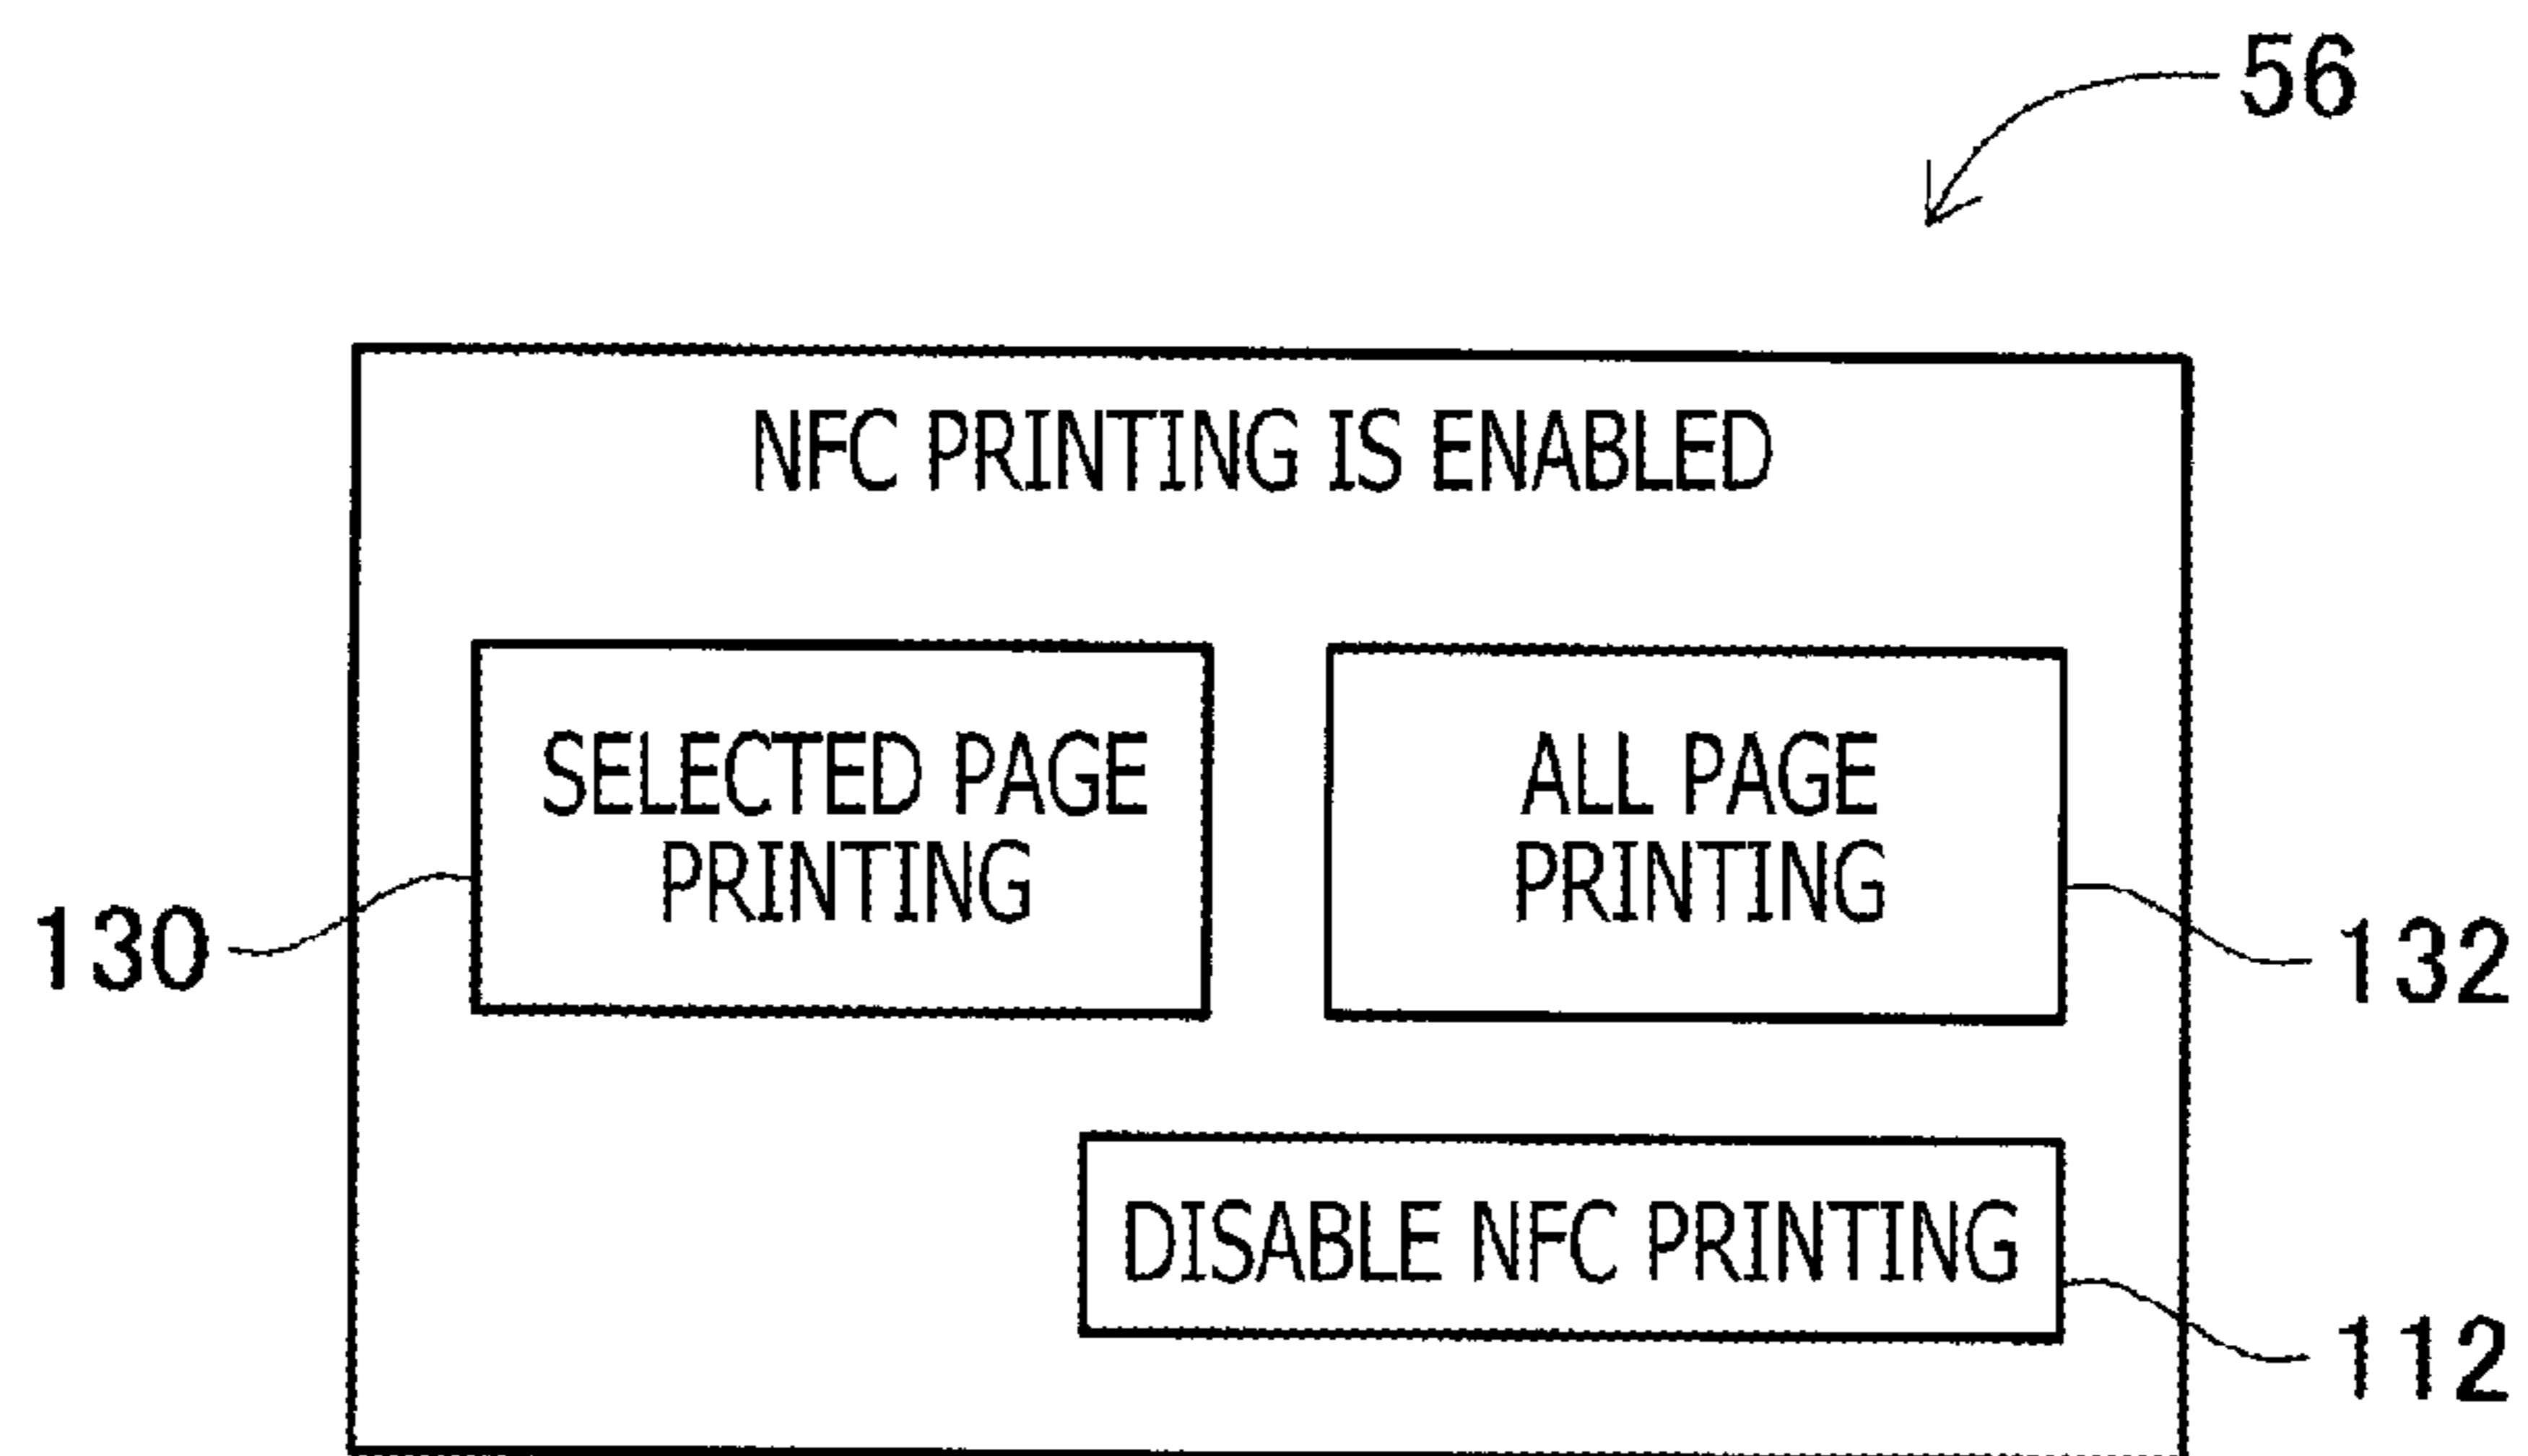 56
NFC PRINTING IS ENABLED
SELECTED PAGE
PRINTING
ALL PAGE
PRINTING
130
132
DISABLE NFC PRINTING
112